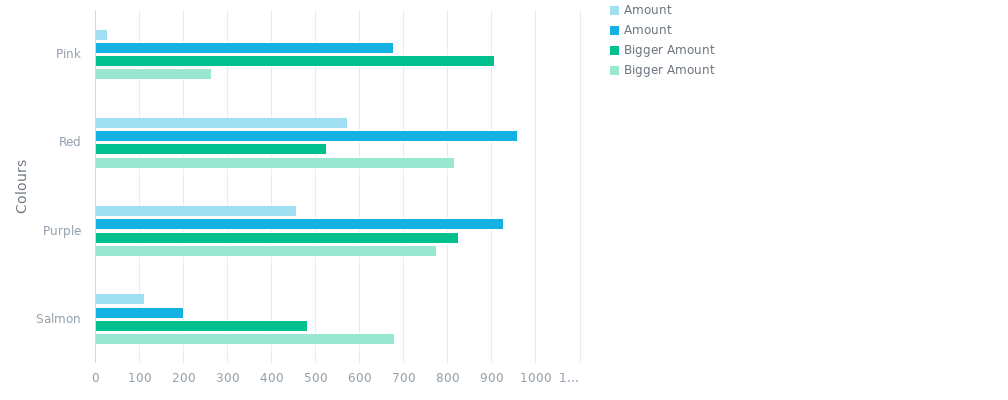 Amount
Amount
Bigger Amount
Bigger Amount
Colours
Pink
Red
Purple
Salmon
0 100 200 300 400 500 600 700 800 900 1000 1...